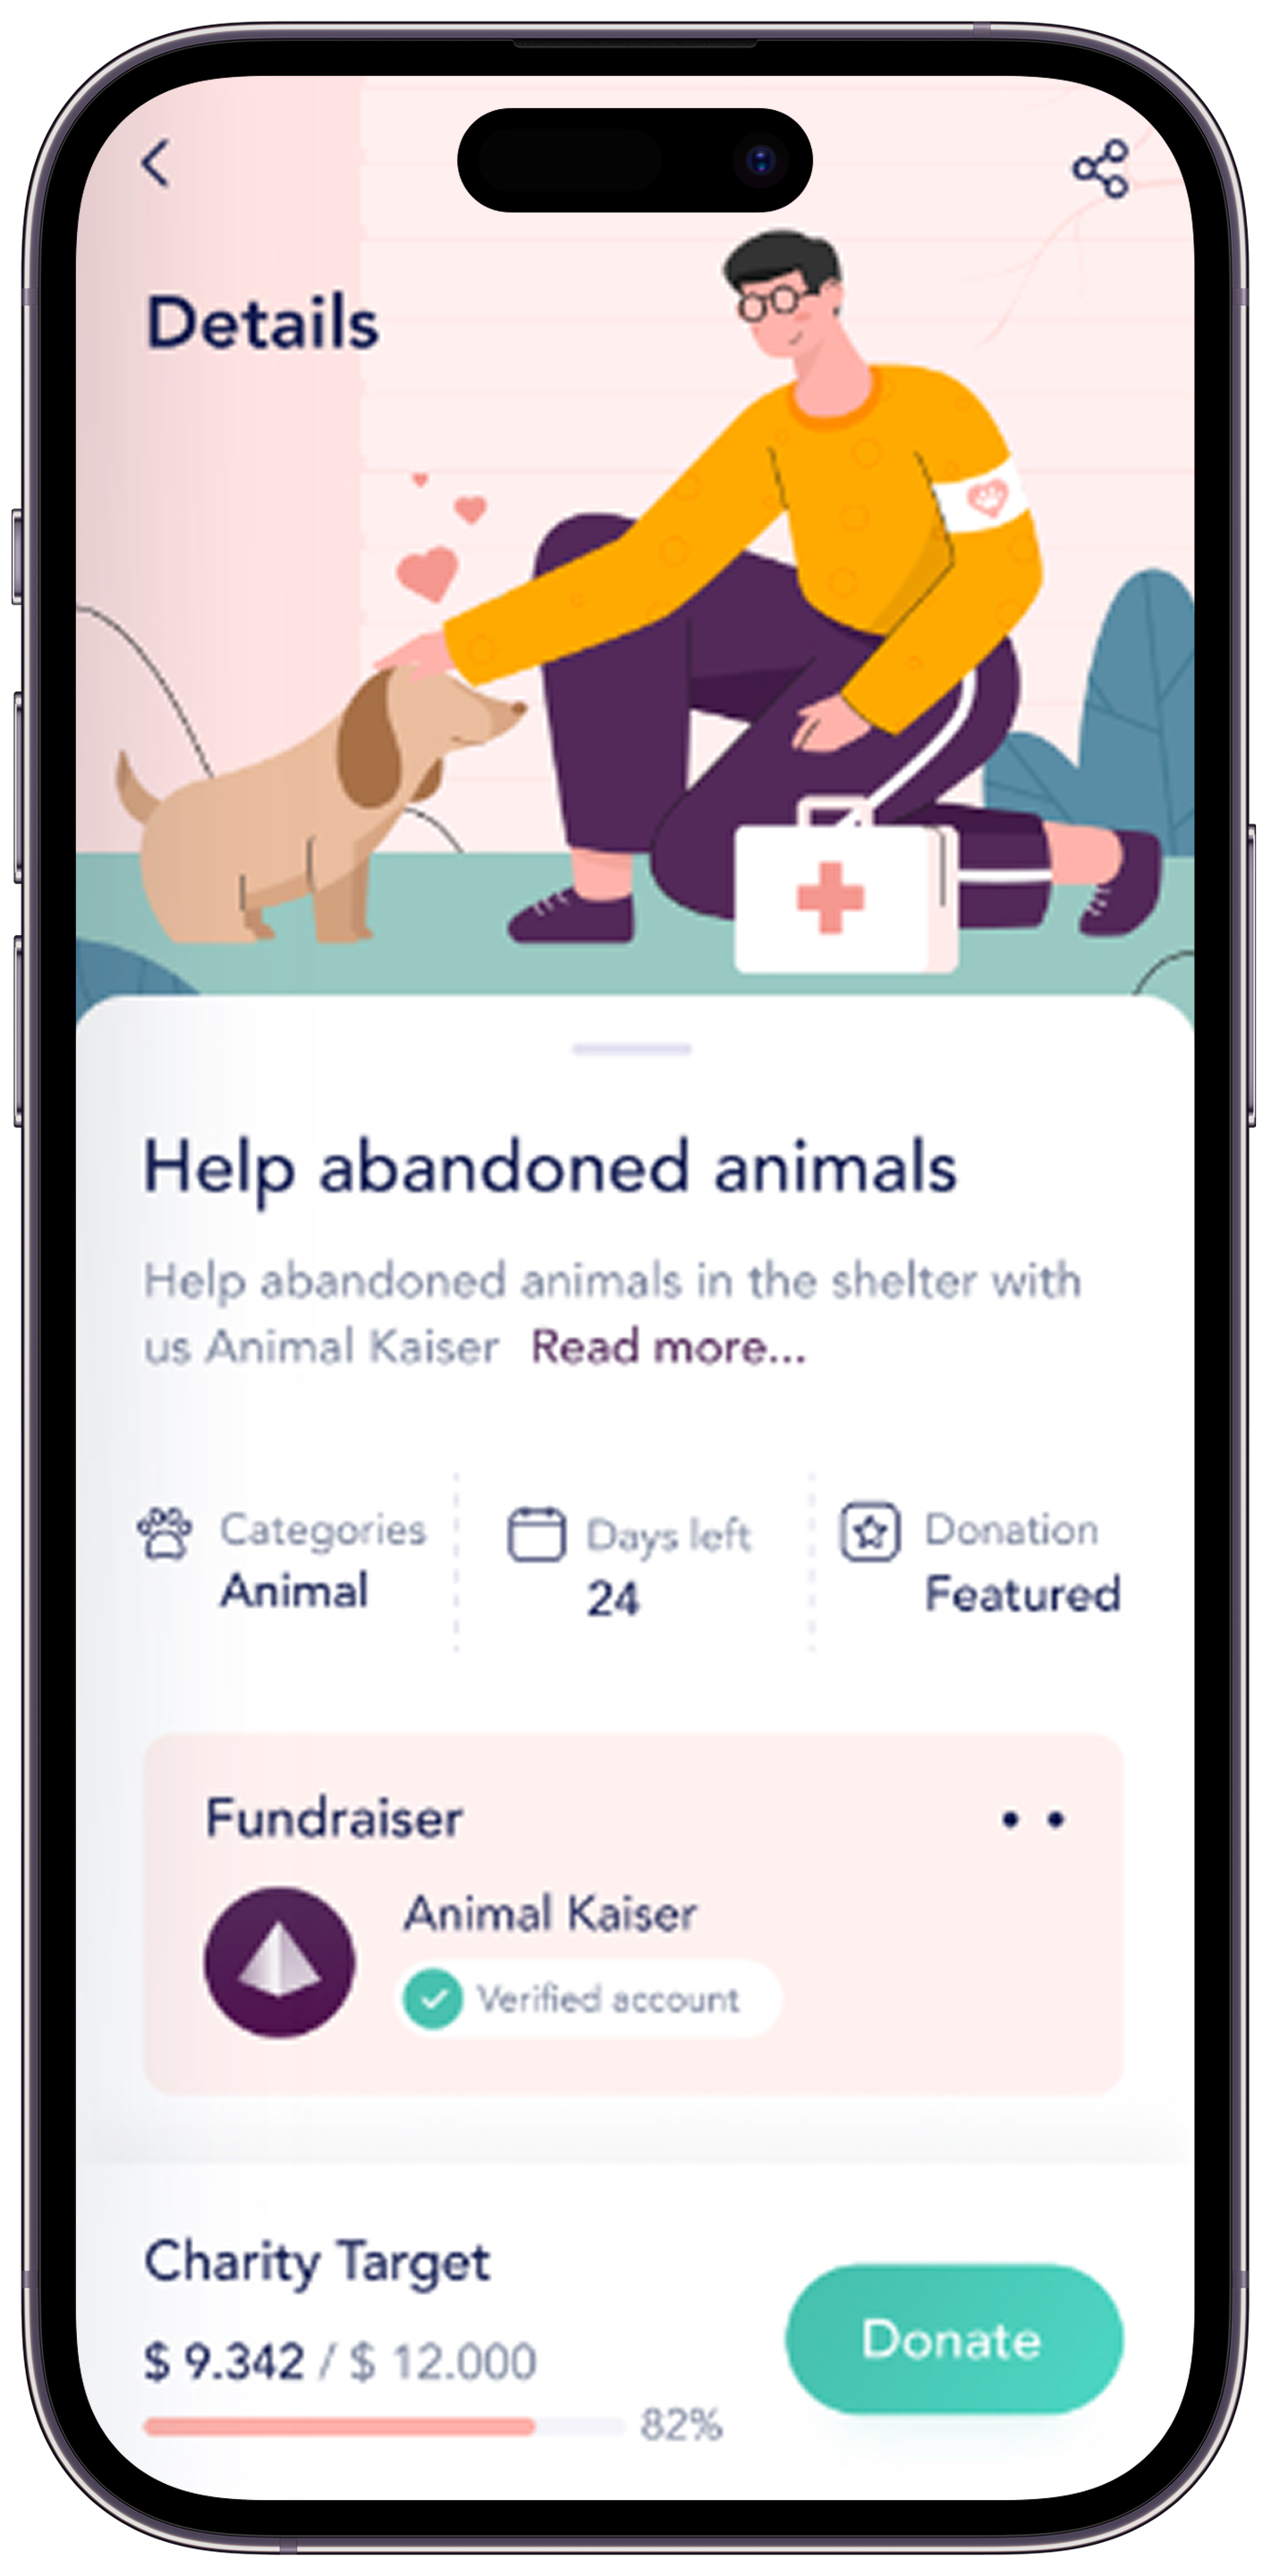 Details
Help abandoned animals
Help abandoned animals in the shelter with
us Animal Kaiser Read more...
Categories
Animal
Days left
24
Donation
Featured
Fundraiser
Animal Kaiser
Verified account
Charity Target
$ 9.342 / $ 12.000
82%
Donate